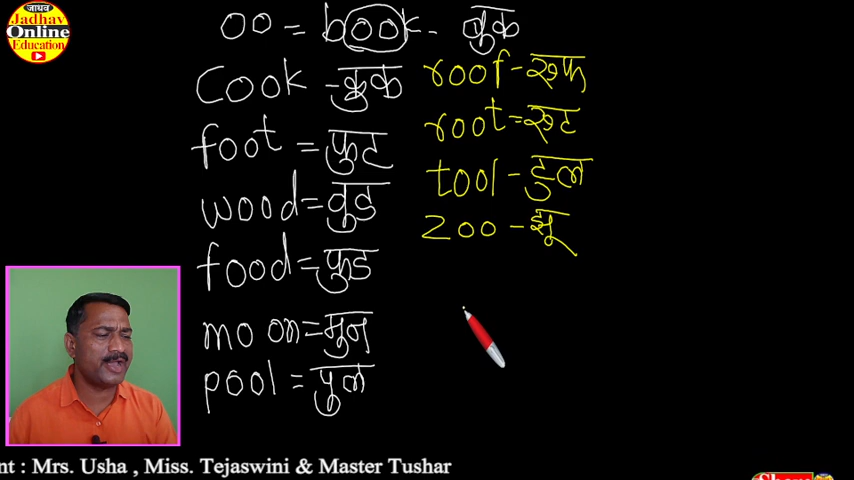 जाधव
Jadhav
Online
Education
oo = book - बुक
cook - कुक
foot = फुट
wood = वुड
food = फुड
moon = मुन
pool = पुल
roof - रुफ
root = रुट
tool - टुल
zoo - झू
nt : Mrs. Usha , Miss. Tejaswini & Master Tushar